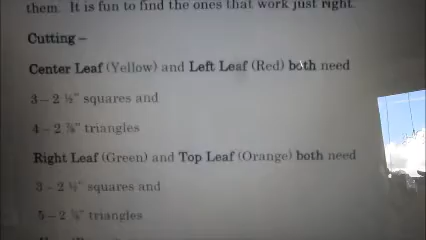 them. It is fun to find the ones that work just right.
Cutting –
Center Leaf (Yellow) and Left Leaf (Red) both need
3 – 2 ½" squares and
4 – 2 ⅞" triangles
Right Leaf (Green) and Top Leaf (Orange) both need
3 – 2 ½" squares and
5 – 2 ⅞" triangles